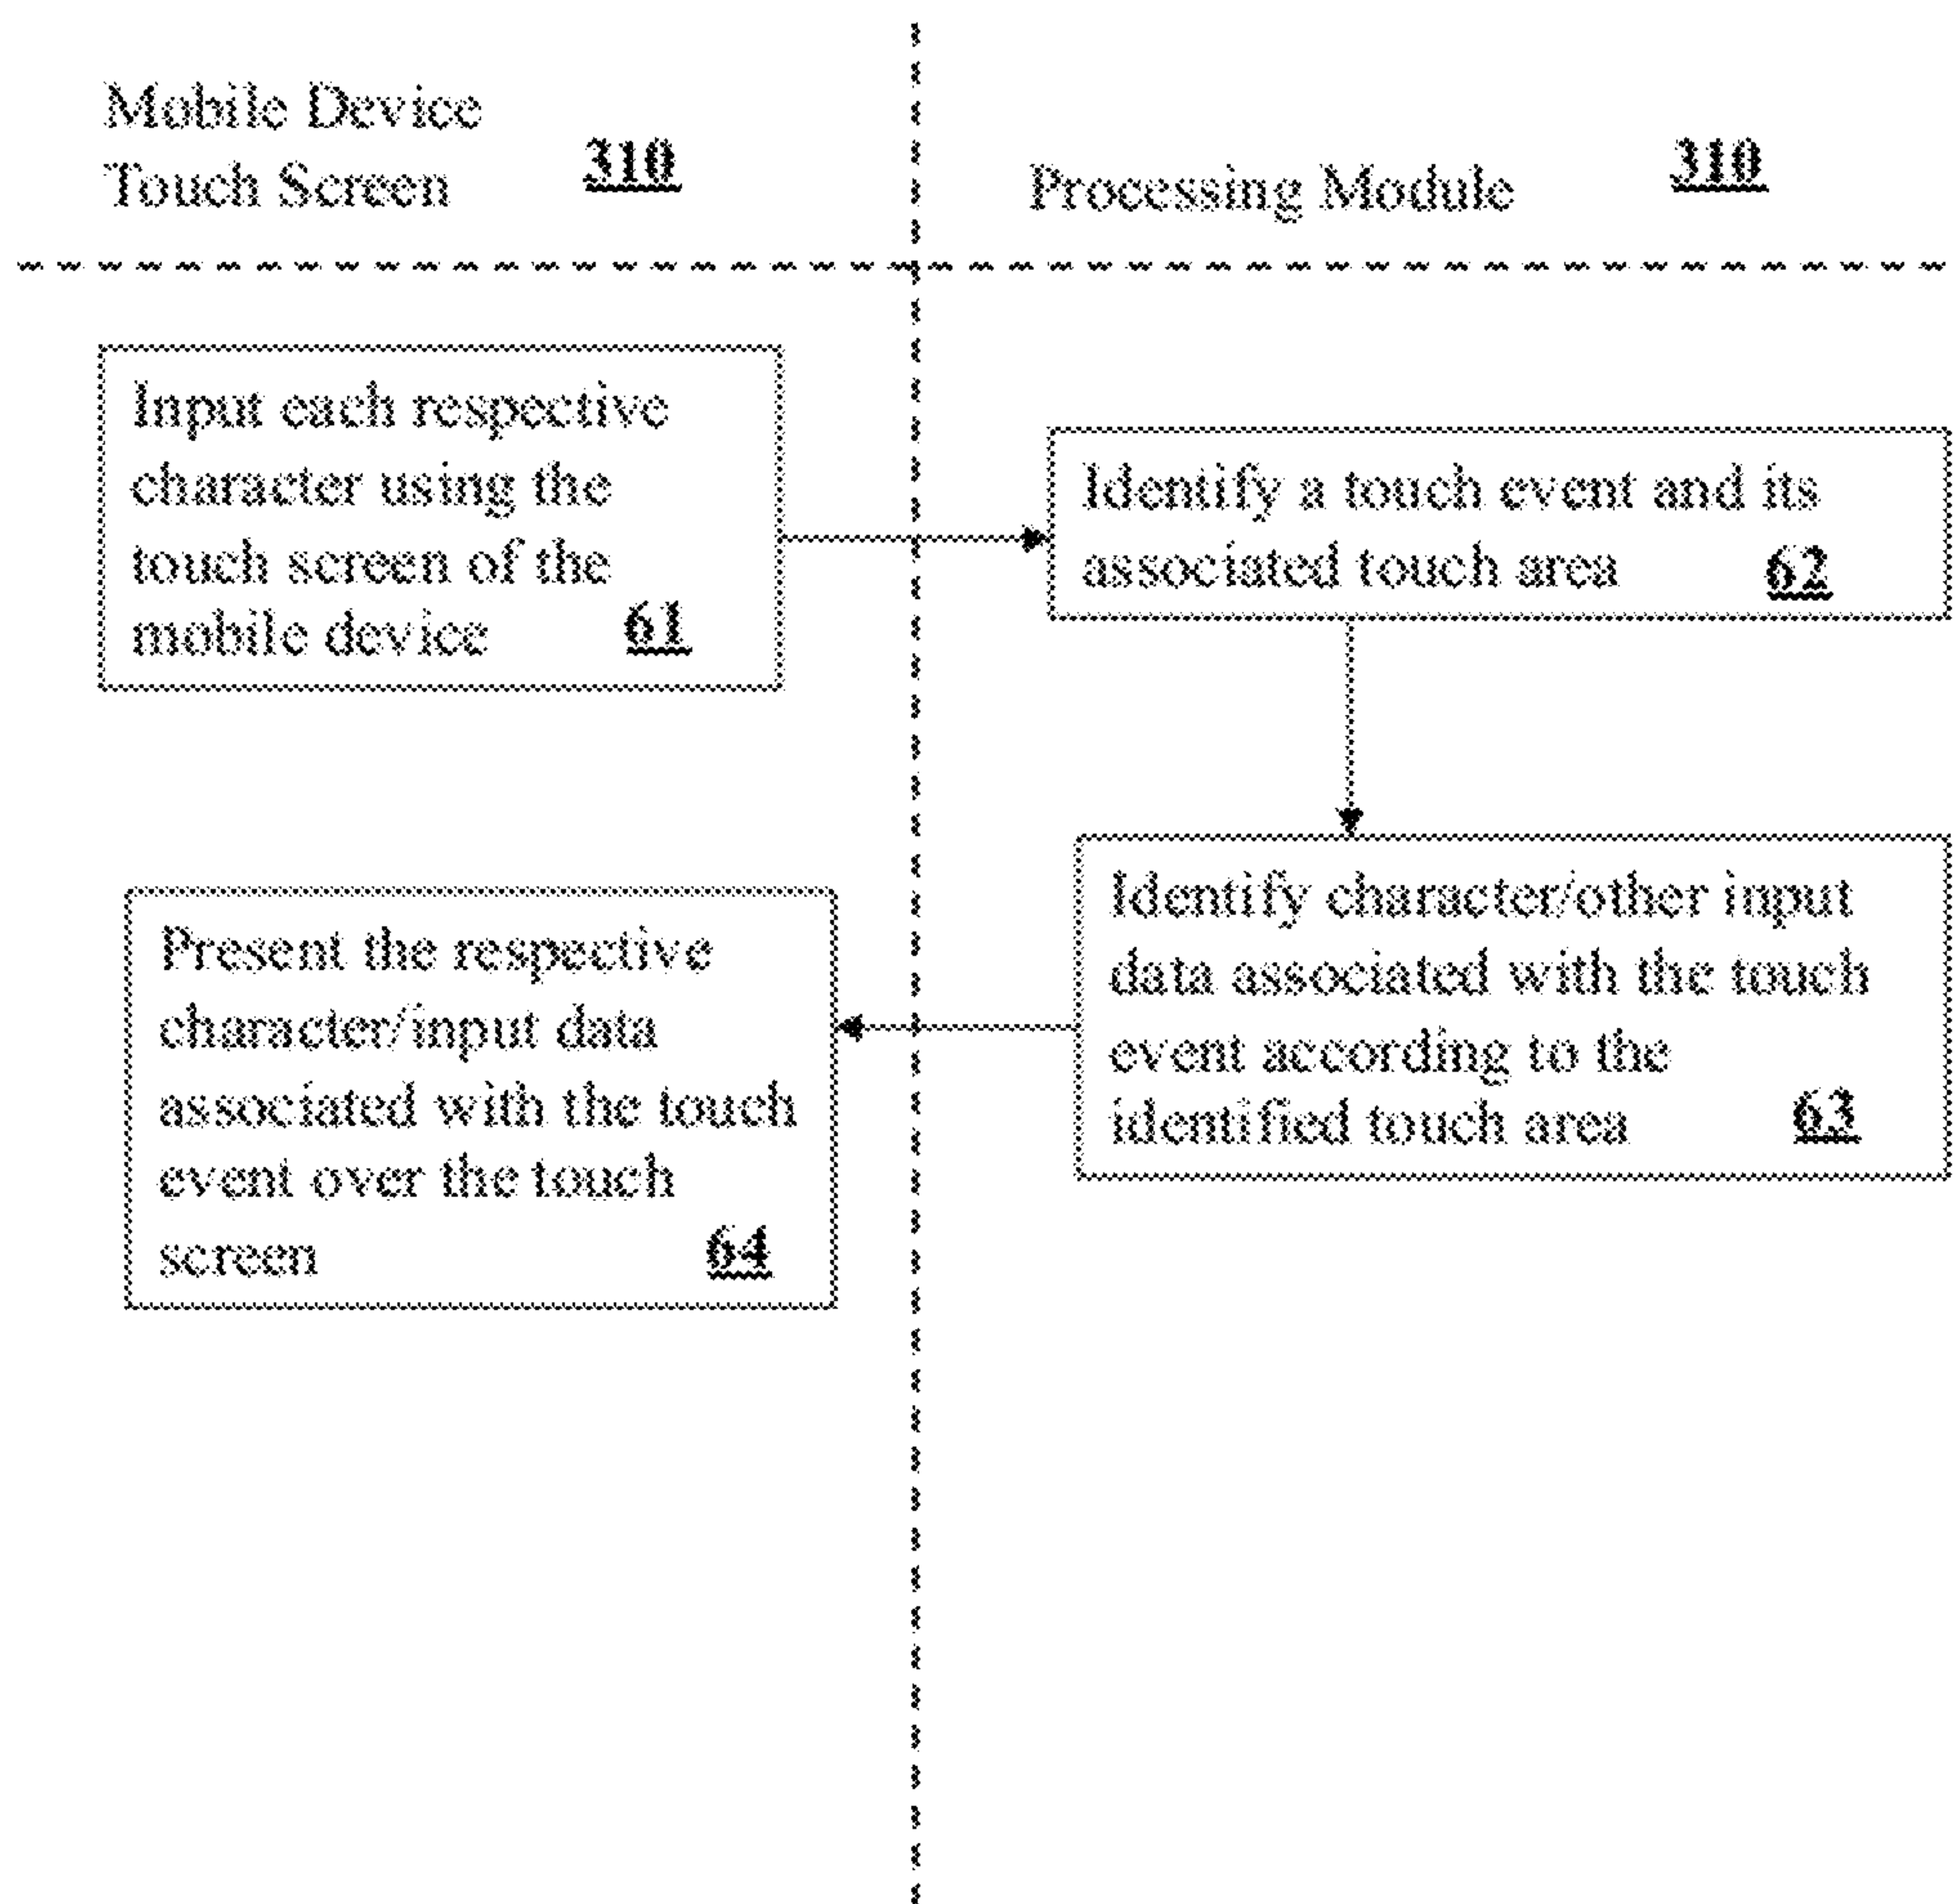 Mobile Device
Touch Screen 310
Processing Module 310
Input each respective
character using the
touch screen of the
mobile device 61
Identify a touch event and its
associated touch area 62
Identify character/other input
data associated with the touch
event according to the
identified touch area 63
Present the respective
character/input data
associated with the touch
event over the touch
screen 64